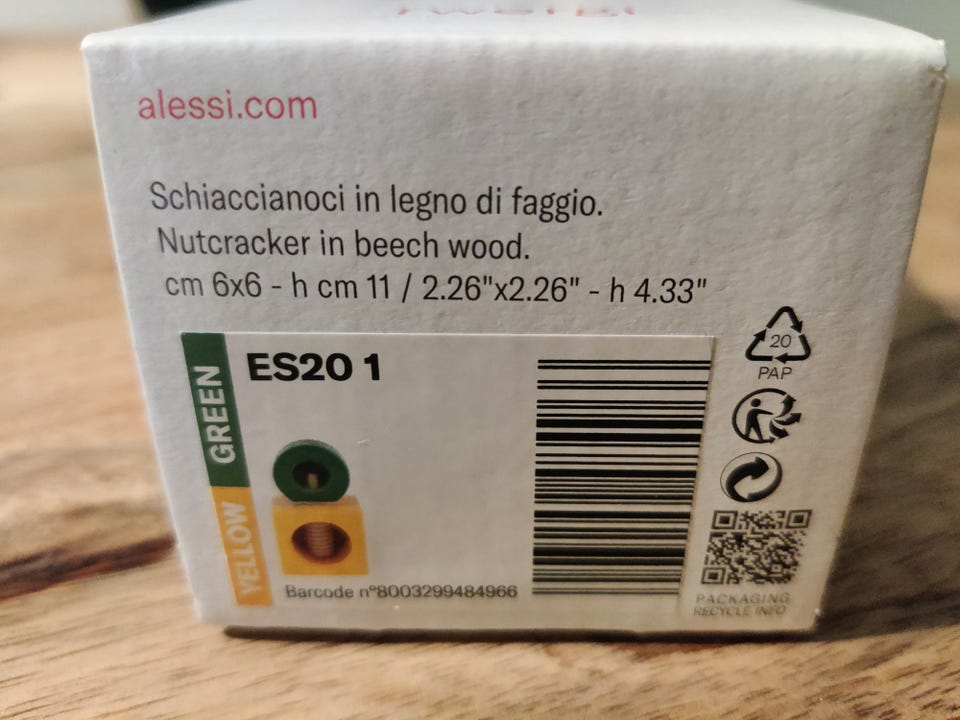 alessi.com
Schiaccianoci in legno di faggio.
Nutcracker in beech wood.
cm 6x6 - h cm 11 / 2.26"x2.26" - h 4.33"
GREEN
YELLOW
ES20 1
Barcode n°8003299484966
20
PAP
PACKAGING
RECYCLE INFO